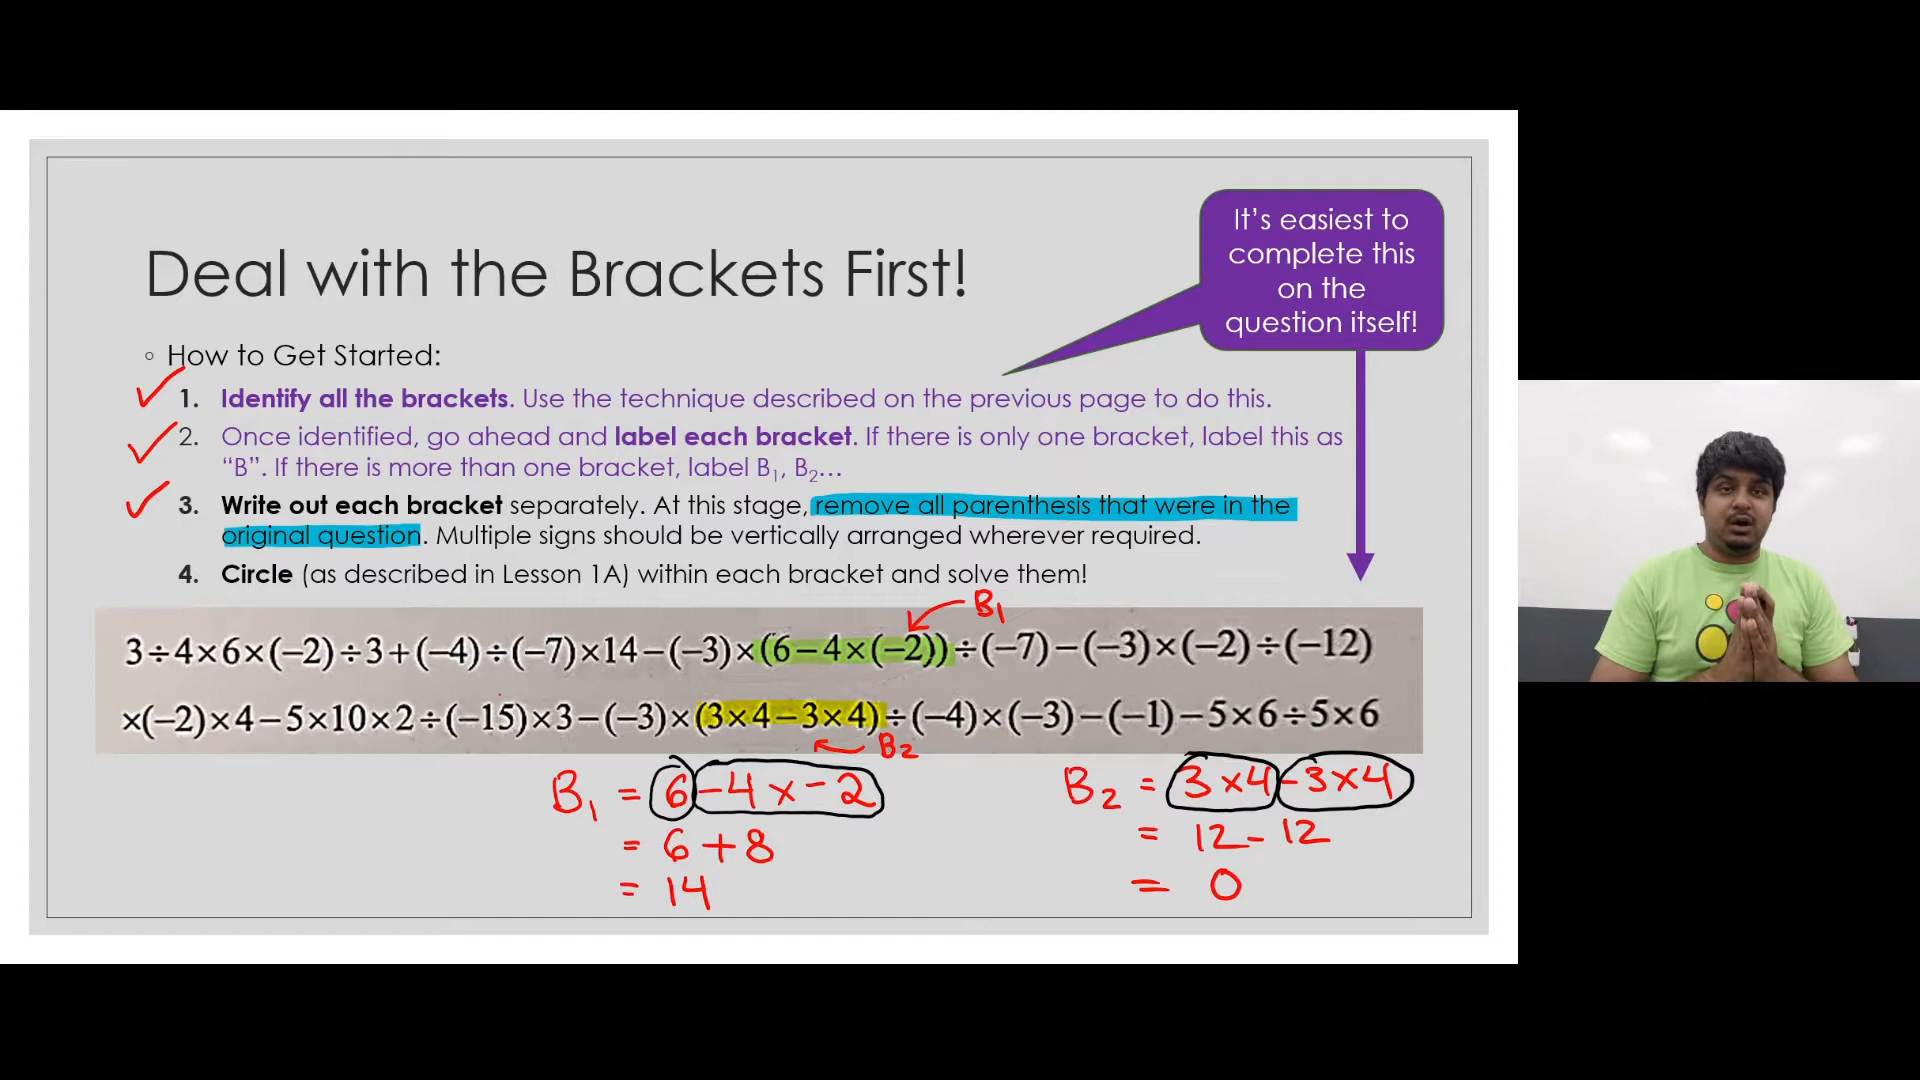 It's easiest to
complete this
on the
question itself!
Deal with the Brackets First!
◦ How to Get Started:
1. Identify all the brackets. Use the technique described on the previous page to do this.
2. Once identified, go ahead and label each bracket. If there is only one bracket, label this as
“B”. If there is more than one bracket, label B₁, B₂…
3. Write out each bracket separately. At this stage, remove all parenthesis that were in the
original question. Multiple signs should be vertically arranged wherever required.
4. Circle (as described in Lesson 1A) within each bracket and solve them!
B₁
3÷4×6×(−2)÷3+(−4)÷(−7)×14−(−3)×(6−4×(−2))÷(−7)−(−3)×(−2)÷(−12)
×(−2)×4−5×10×2÷(−15)×3−(−3)×(3×4−3×4)÷(−4)×(−3)−(−1)−5×6÷5×6
B₂
B₁ = 6 −4 × −2
= 6 + 8
= 14
B₂ = 3×4 −3×4
= 12 − 12
= 0